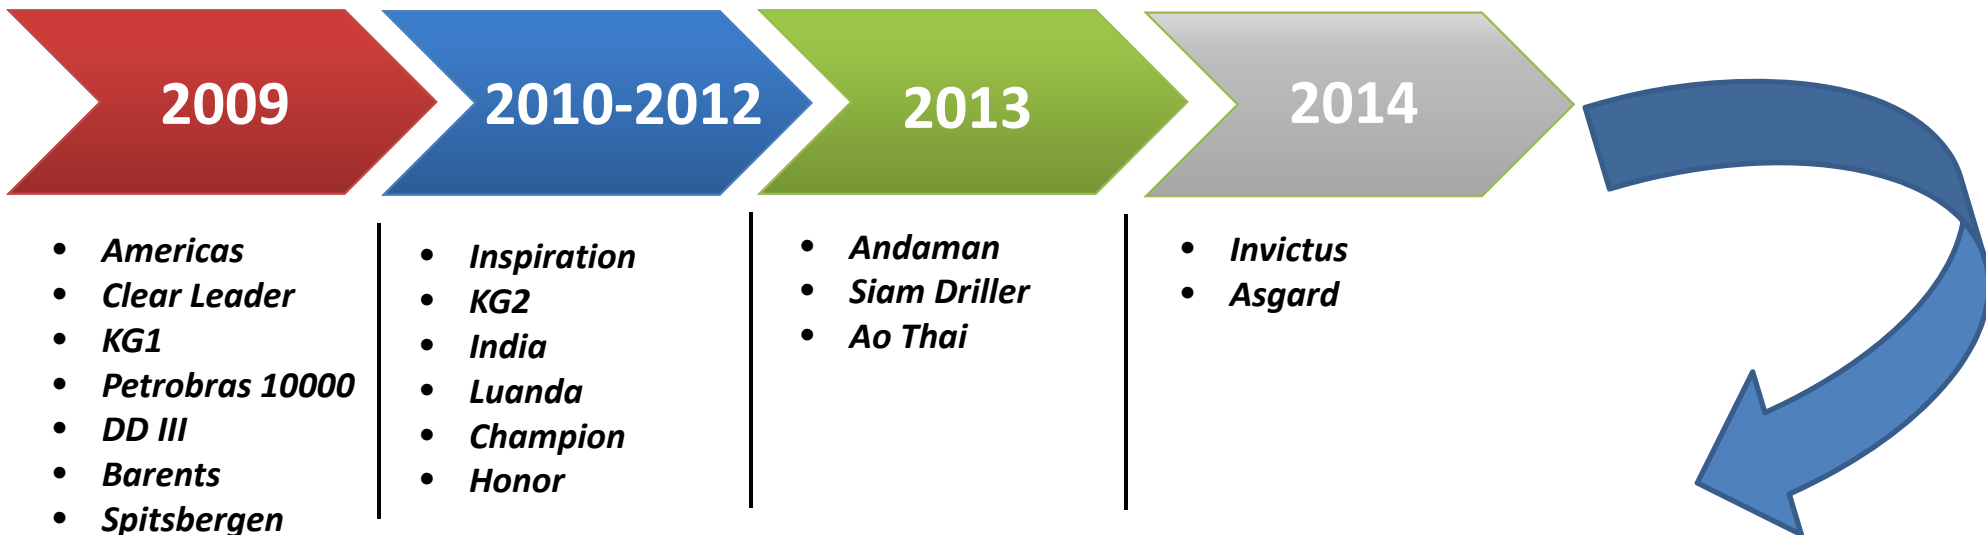 2009
• Americas
• Clear Leader
• KG1
• Petrobras 10000
• DD III
• Barents
• Spitsbergen
2010-2012
• Inspiration
• KG2
• India
• Luanda
• Champion
• Honor
2013
• Andaman
• Siam Driller
• Ao Thai
2014
• Invictus
• Asgard